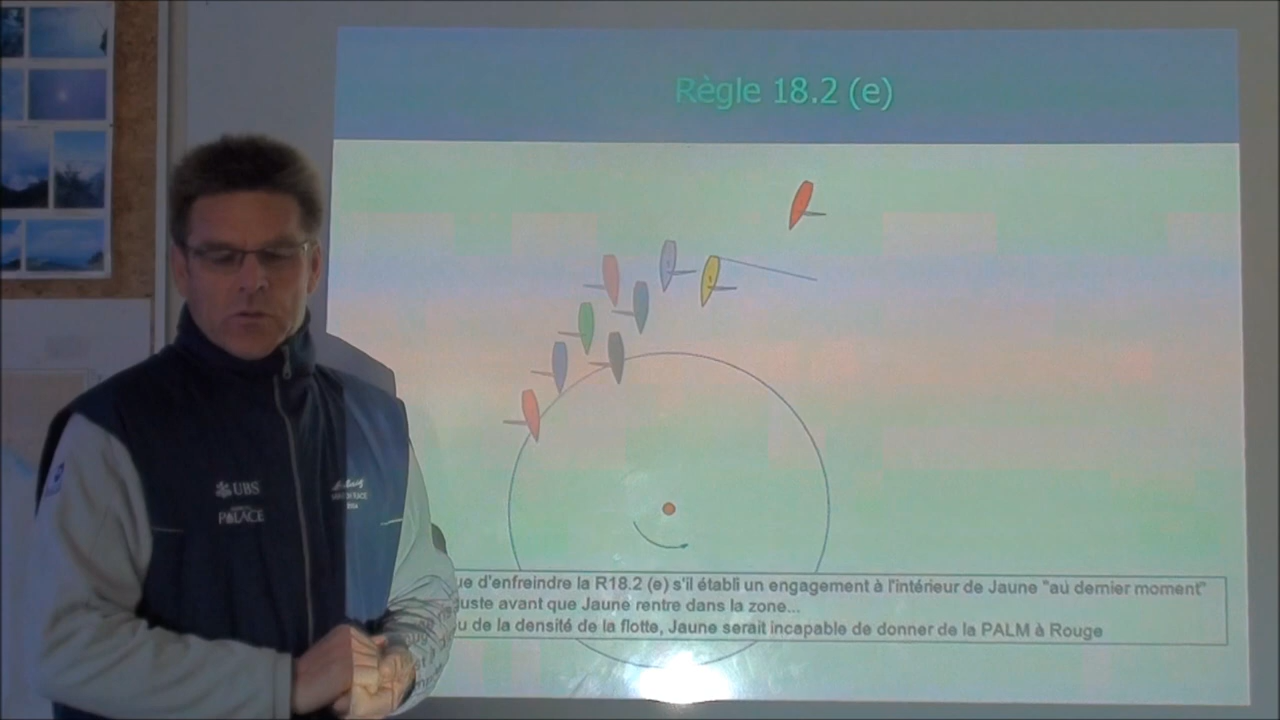 Règle 18.2 (e)
ue d'enfreindre la R18.2 (e) s'il établi un engagement à l'intérieur de Jaune "au dernier moment"
juste avant que Jaune rentre dans la zone...
u de la densité de la flotte, Jaune serait incapable de donner de la PALM à Rouge
UBS
PALACE